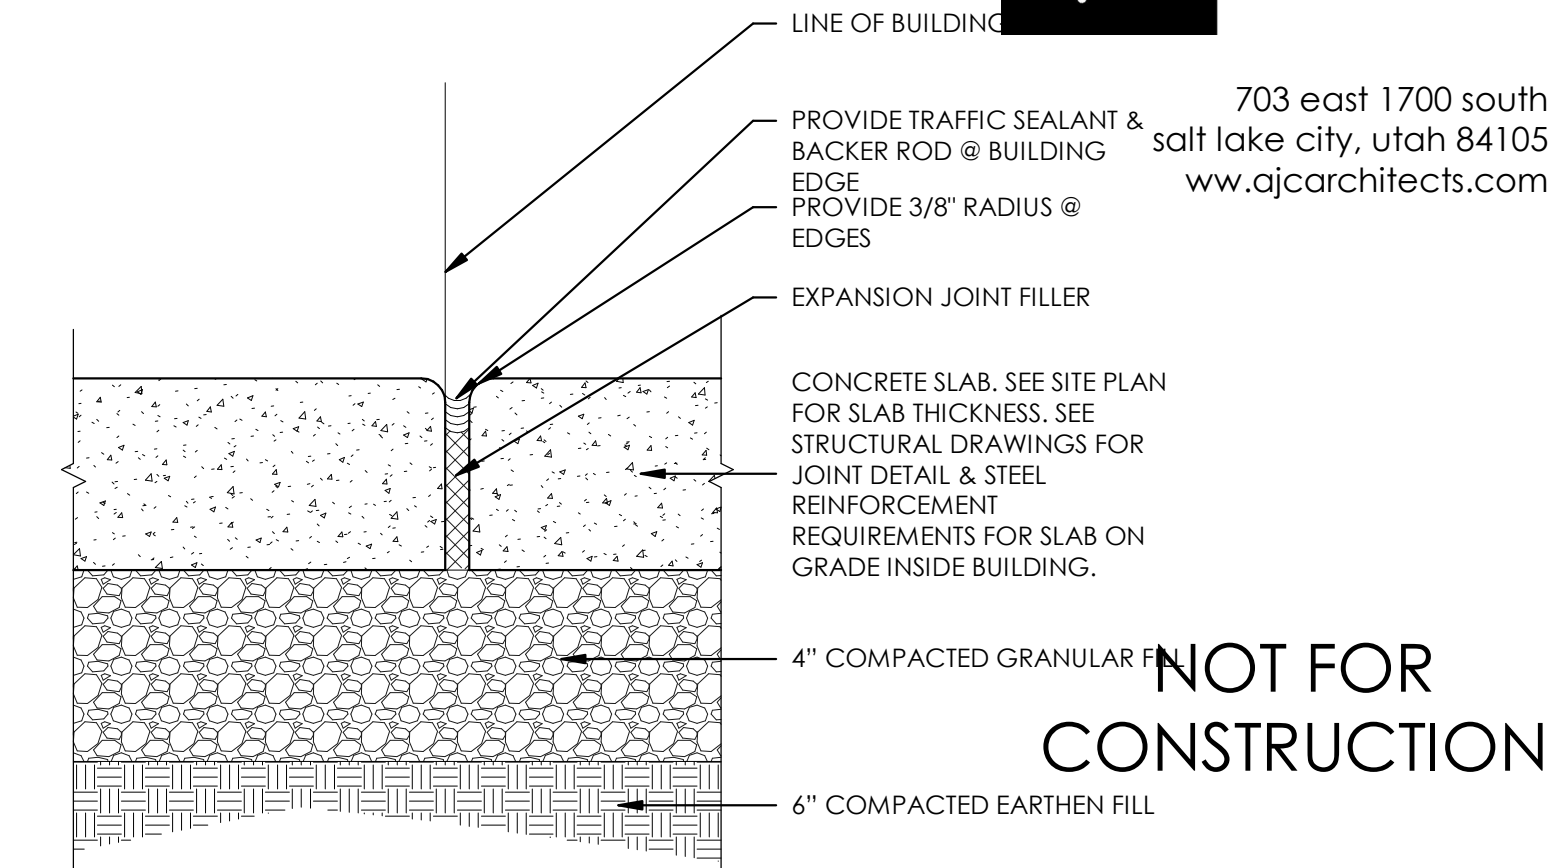 LINE OF BUILDING
703 east 1700 south
salt lake city, utah 84105
ww.ajcarchitects.com
PROVIDE TRAFFIC SEALANT &
BACKER ROD @ BUILDING
EDGE
PROVIDE 3/8" RADIUS @
EDGES
EXPANSION JOINT FILLER
CONCRETE SLAB. SEE SITE PLAN
FOR SLAB THICKNESS. SEE
STRUCTURAL DRAWINGS FOR
JOINT DETAIL & STEEL
REINFORCEMENT
REQUIREMENTS FOR SLAB ON
GRADE INSIDE BUILDING.
4” COMPACTED GRANULAR FILL
NOT FOR
CONSTRUCTION
6” COMPACTED EARTHEN FILL